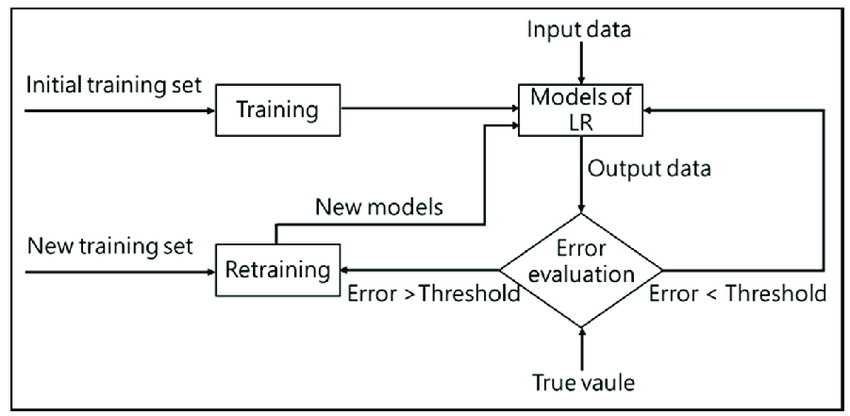 Input data
Initial training set
Training
Models of
LR
Output data
New models
New training set
Retraining
Error
evaluation
Error >Threshold
Error < Threshold
True vaule